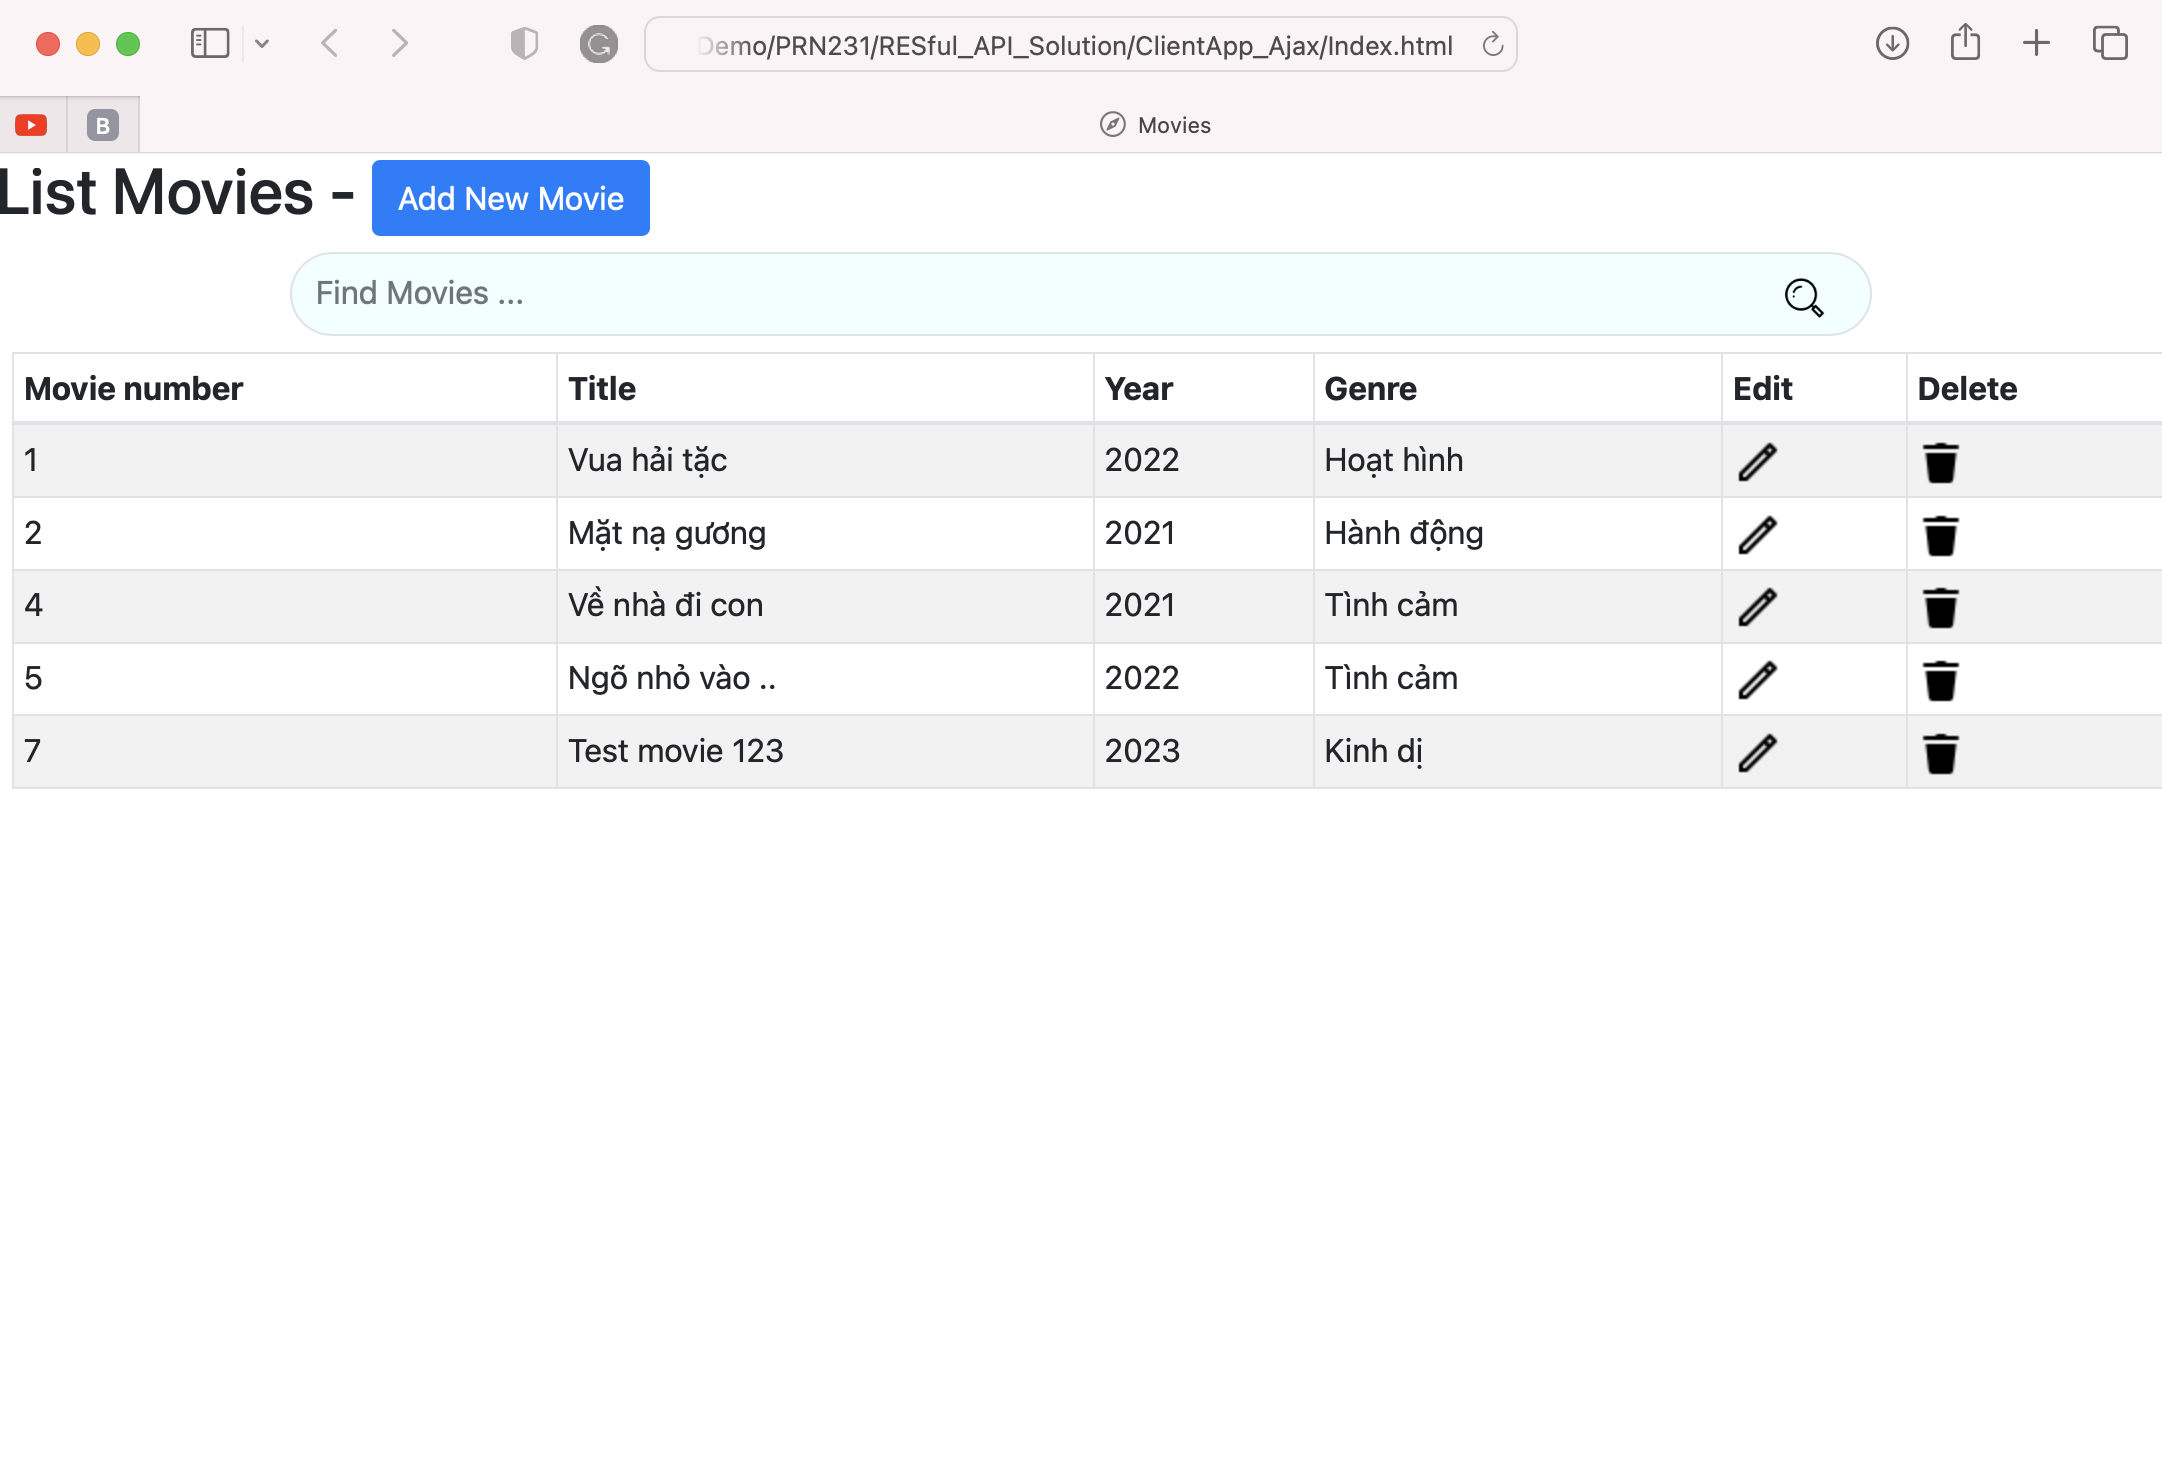 Demo/PRN231/RESful_API_Solution/ClientApp_Ajax/Index.html
B
Movies
List Movies - Add New Movie
Find Movies ...
Movie number Title Year Genre Edit Delete
1 Vua hải tặc 2022 Hoạt hình
2 Mặt nạ gương 2021 Hành động
4 Về nhà đi con 2021 Tình cảm
5 Ngõ nhỏ vào .. 2022 Tình cảm
7 Test movie 123 2023 Kinh dị